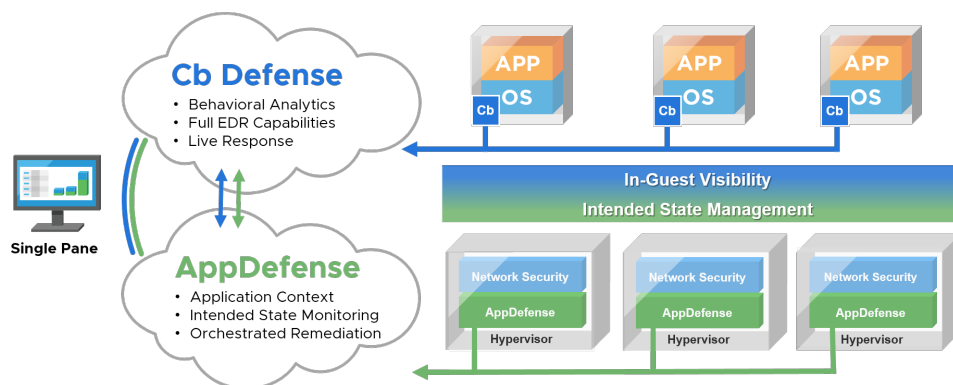 Cb Defense
• Behavioral Analytics
• Full EDR Capabilities
• Live Response
APP
OS
Cb
APP
OS
Cb
APP
OS
Cb
In-Guest Visibility
Intended State Management
Single Pane
AppDefense
• Application Context
• Intended State Monitoring
• Orchestrated Remediation
Network Security
AppDefense
Hypervisor
Network Security
AppDefense
Hypervisor
Network Security
AppDefense
Hypervisor